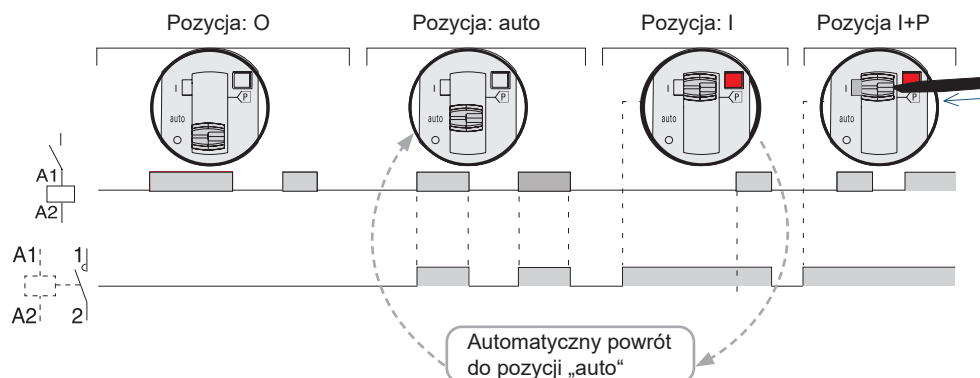 Pozycja: O
Pozycja: auto
Pozycja: I
Pozycja I+P
I
P
auto
I
P
auto
I
P
auto
I
P
auto
A1
A2
A1
1
A2
2
Automatyczny powrót
do pozycji „auto“